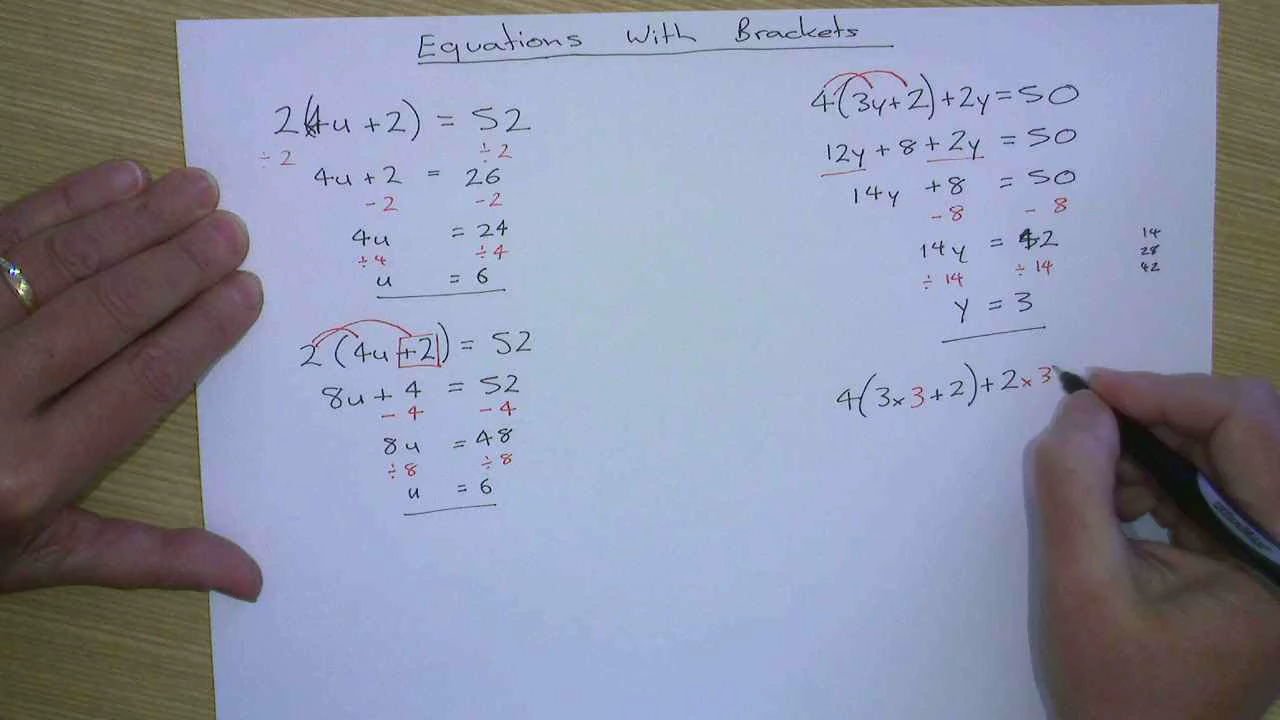 Equations With Brackets
2(4u + 2) = 52
÷ 2 ÷ 2
4u + 2 = 26
- 2 - 2
4u = 24
÷ 4 ÷ 4
u = 6
2(4u + 2) = 52
8u + 4 = 52
- 4 - 4
8u = 48
÷ 8 ÷ 8
u = 6
4(3y + 2) + 2y = 50
12y + 8 + 2y = 50
14y + 8 = 50
- 8 - 8
14y = 42
÷ 14 ÷ 14
y = 3
14
28
42
4(3 x 3 + 2) + 2 x 3